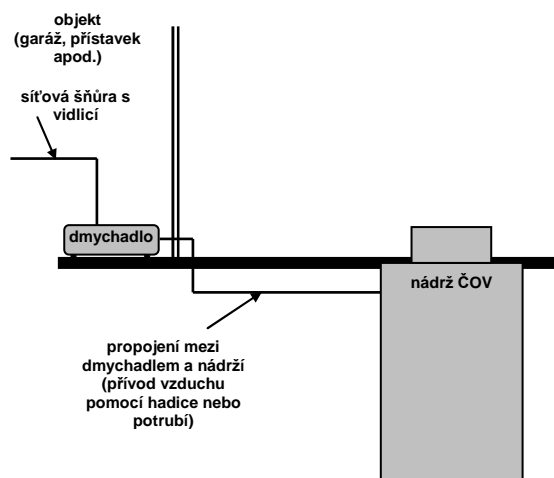 objekt
(garáž, přístavek
apod.)
síťová šňůra s
vidlicí
dmychadlo
nádrž ČOV
propojení mezi
dmychadlem a nádrží
(přívod vzduchu
pomocí hadice nebo
potrubí)